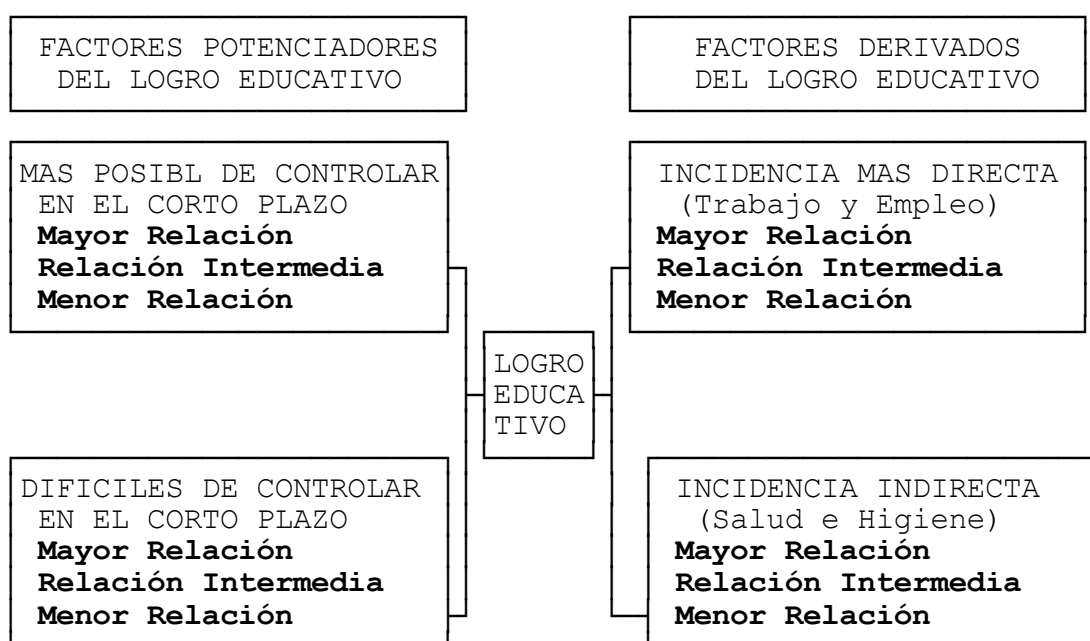 FACTORES POTENCIADORES
DEL LOGRO EDUCATIVO
FACTORES DERIVADOS
DEL LOGRO EDUCATIVO
MAS POSIBL DE CONTROLAR
EN EL CORTO PLAZO
Mayor Relación
Relación Intermedia
Menor Relación
INCIDENCIA MAS DIRECTA
(Trabajo y Empleo)
Mayor Relación
Relación Intermedia
Menor Relación
LOGRO
EDUCA
TIVO
DIFICILES DE CONTROLAR
EN EL CORTO PLAZO
Mayor Relación
Relación Intermedia
Menor Relación
INCIDENCIA INDIRECTA
(Salud e Higiene)
Mayor Relación
Relación Intermedia
Menor Relación